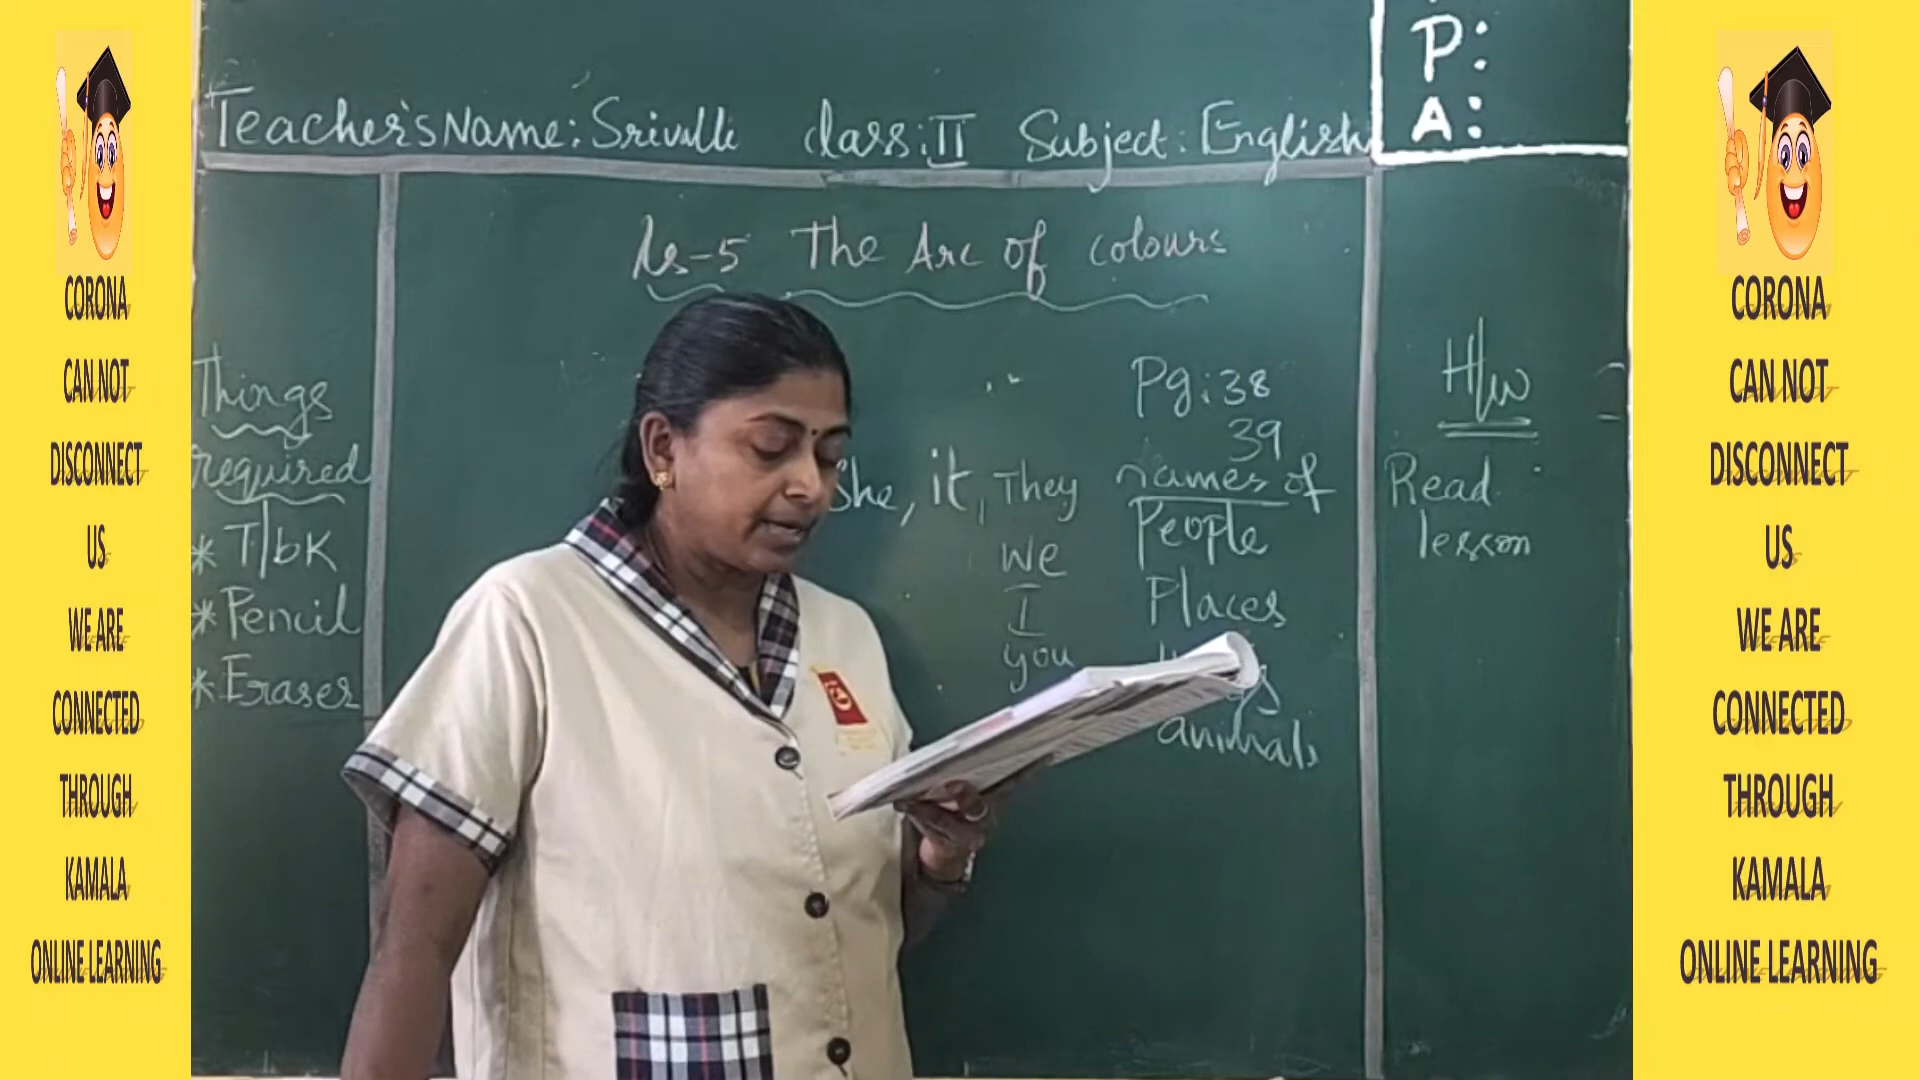 CORONA
CAN NOT
DISCONNECT
US
WE ARE
CONNECTED
THROUGH
KAMALA
ONLINE LEARNING
P:
A:
Teacher's Name: Srivalli class: II Subject: English
Ls-5 The Arc of colours
Things
required
* T/bK
* Pencil
* Eraser
She, it, They
we
I
you
Pg: 38
39
names of
People
Places
animals
H/w
Read
lesson
CORONA
CAN NOT
DISCONNECT
US
WE ARE
CONNECTED
THROUGH
KAMALA
ONLINE LEARNING